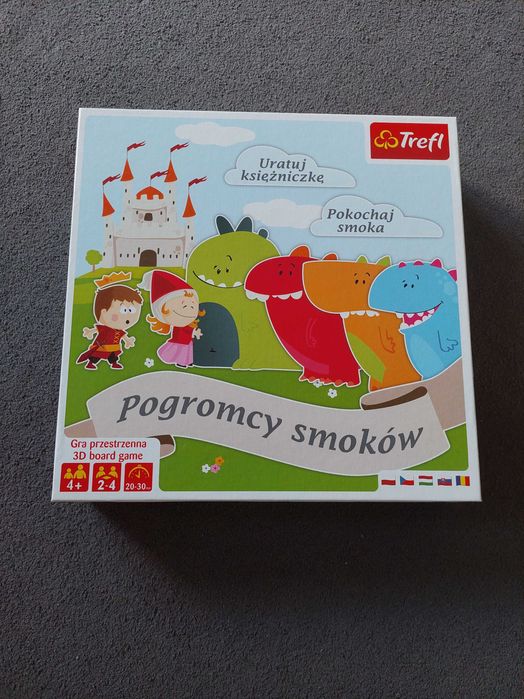 Trefl
Uratuj
księżniczkę
Pokochaj
smoka
Pogromcy smoków
Gra przestrzenna
3D board game
4+
2-4
20-30